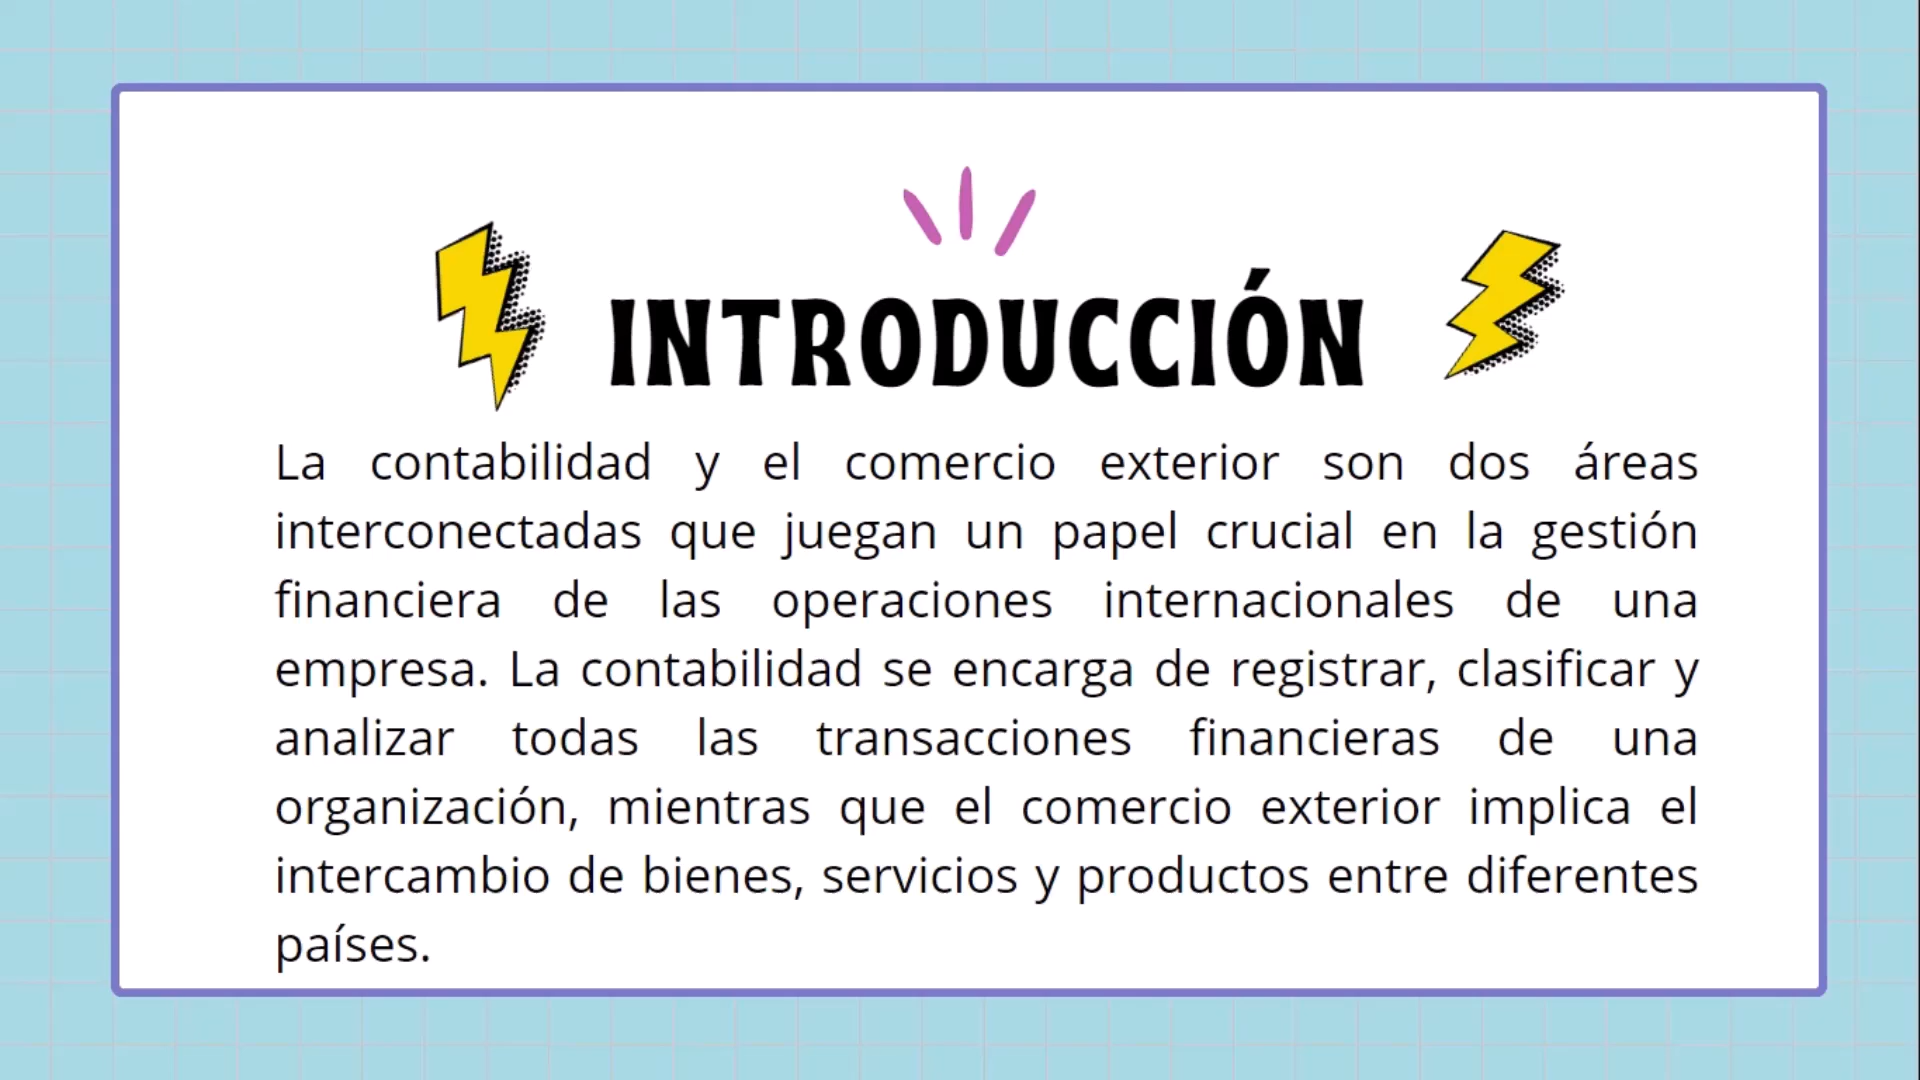 INTRODUCCIÓN
La contabilidad y el comercio exterior son dos áreas
interconectadas que juegan un papel crucial en la gestión
financiera de las operaciones internacionales de una
empresa. La contabilidad se encarga de registrar, clasificar y
analizar todas las transacciones financieras de una
organización, mientras que el comercio exterior implica el
intercambio de bienes, servicios y productos entre diferentes
países.